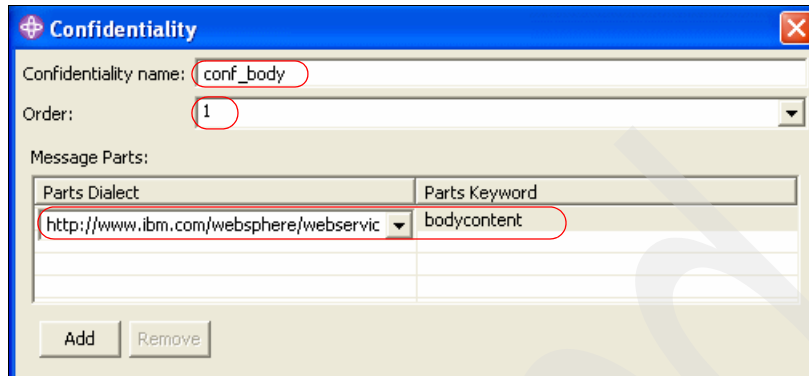 Confidentiality
Confidentiality name: conf_body
Order: 1
Message Parts:
Parts Dialect Parts Keyword
http://www.ibm.com/websphere/webservic bodycontent
Add Remove